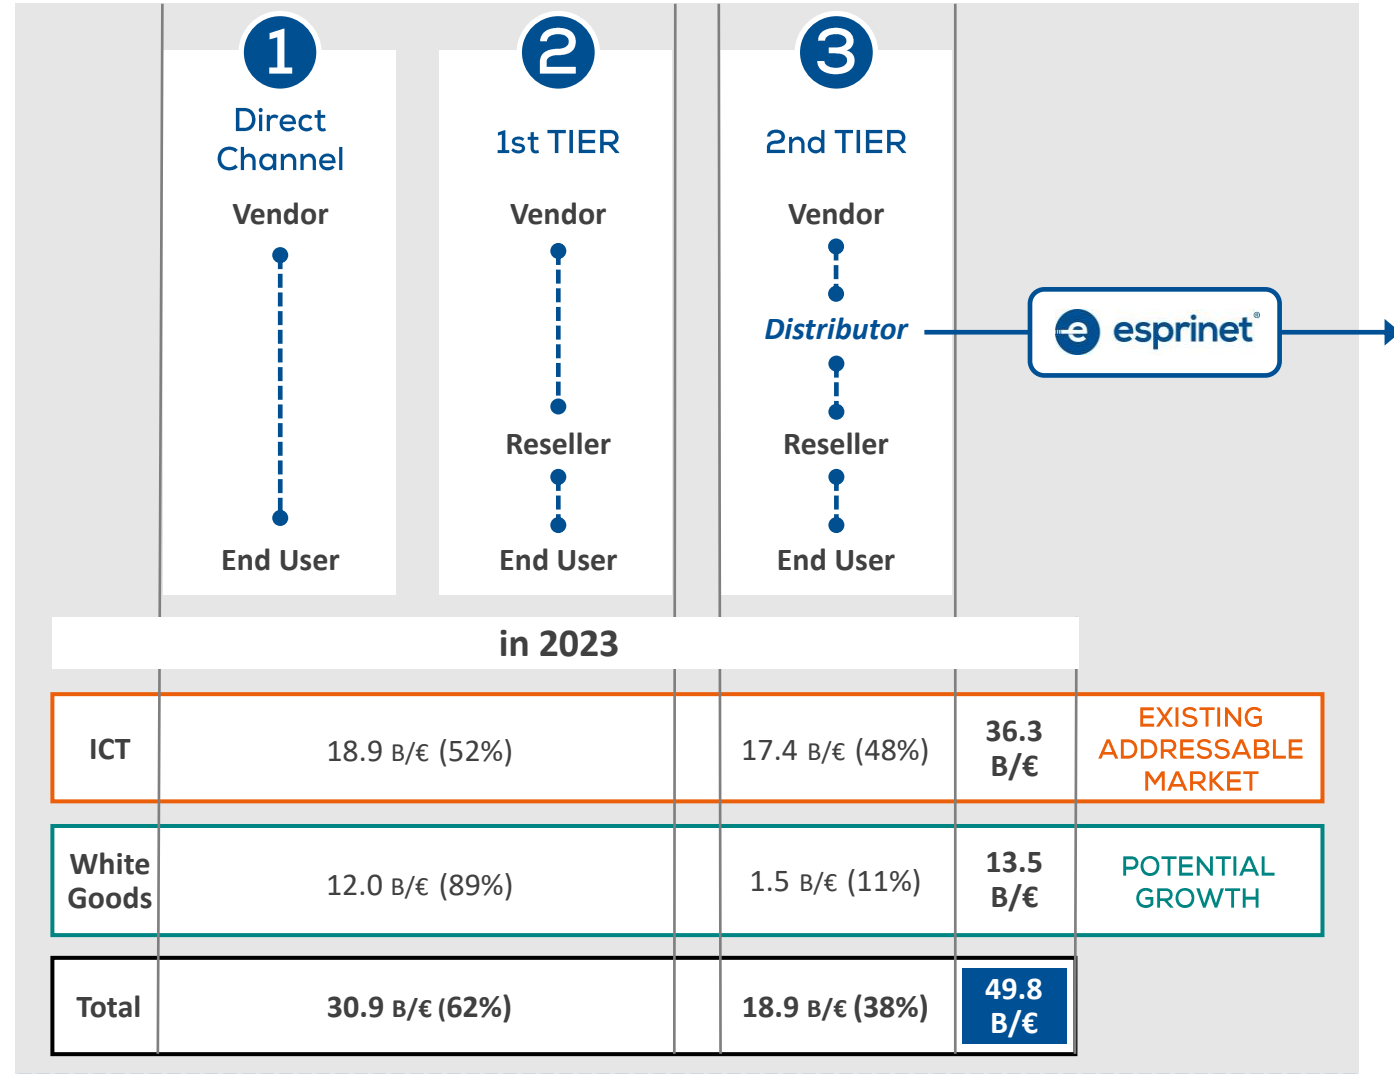 1
Direct
Channel
Vendor
End User
2
1st TIER
Vendor
Reseller
End User
3
2nd TIER
Vendor
Distributor
Reseller
End User
e esprinet®
in 2023
ICT
18.9 B/€ (52%)
17.4 B/€ (48%)
36.3
B/€
EXISTING
ADDRESSABLE
MARKET
White
Goods
12.0 B/€ (89%)
1.5 B/€ (11%)
13.5
B/€
POTENTIAL
GROWTH
Total
30.9 B/€ (62%)
18.9 B/€ (38%)
49.8
B/€